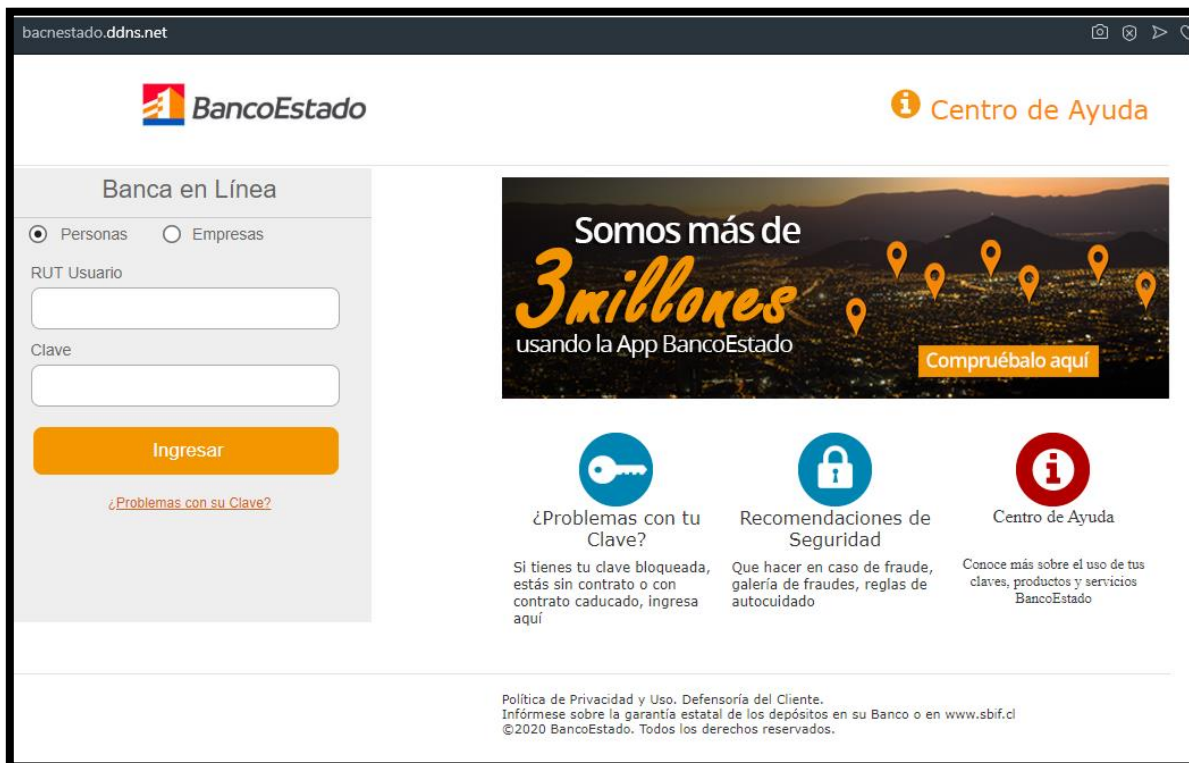 bacnestado.ddns.net
BancoEstado
Centro de Ayuda
Banca en Línea
Personas
Empresas
RUT Usuario
Clave
Ingresar
¿Problemas con su Clave?
Somos más de
3millones
usando la App BancoEstado
Compruébalo aquí
¿Problemas con tu
Clave?
Si tienes tu clave bloqueada,
estás sin contrato o con
contrato caducado, ingresa
aquí
Recomendaciones de
Seguridad
Que hacer en caso de fraude,
galería de fraudes, reglas de
autocuidado
Centro de Ayuda
Conoce más sobre el uso de tus
claves, productos y servicios
BancoEstado
Política de Privacidad y Uso. Defensoría del Cliente.
Infórmese sobre la garantía estatal de los depósitos en su Banco o en www.sbif.cl
©2020 BancoEstado. Todos los derechos reservados.